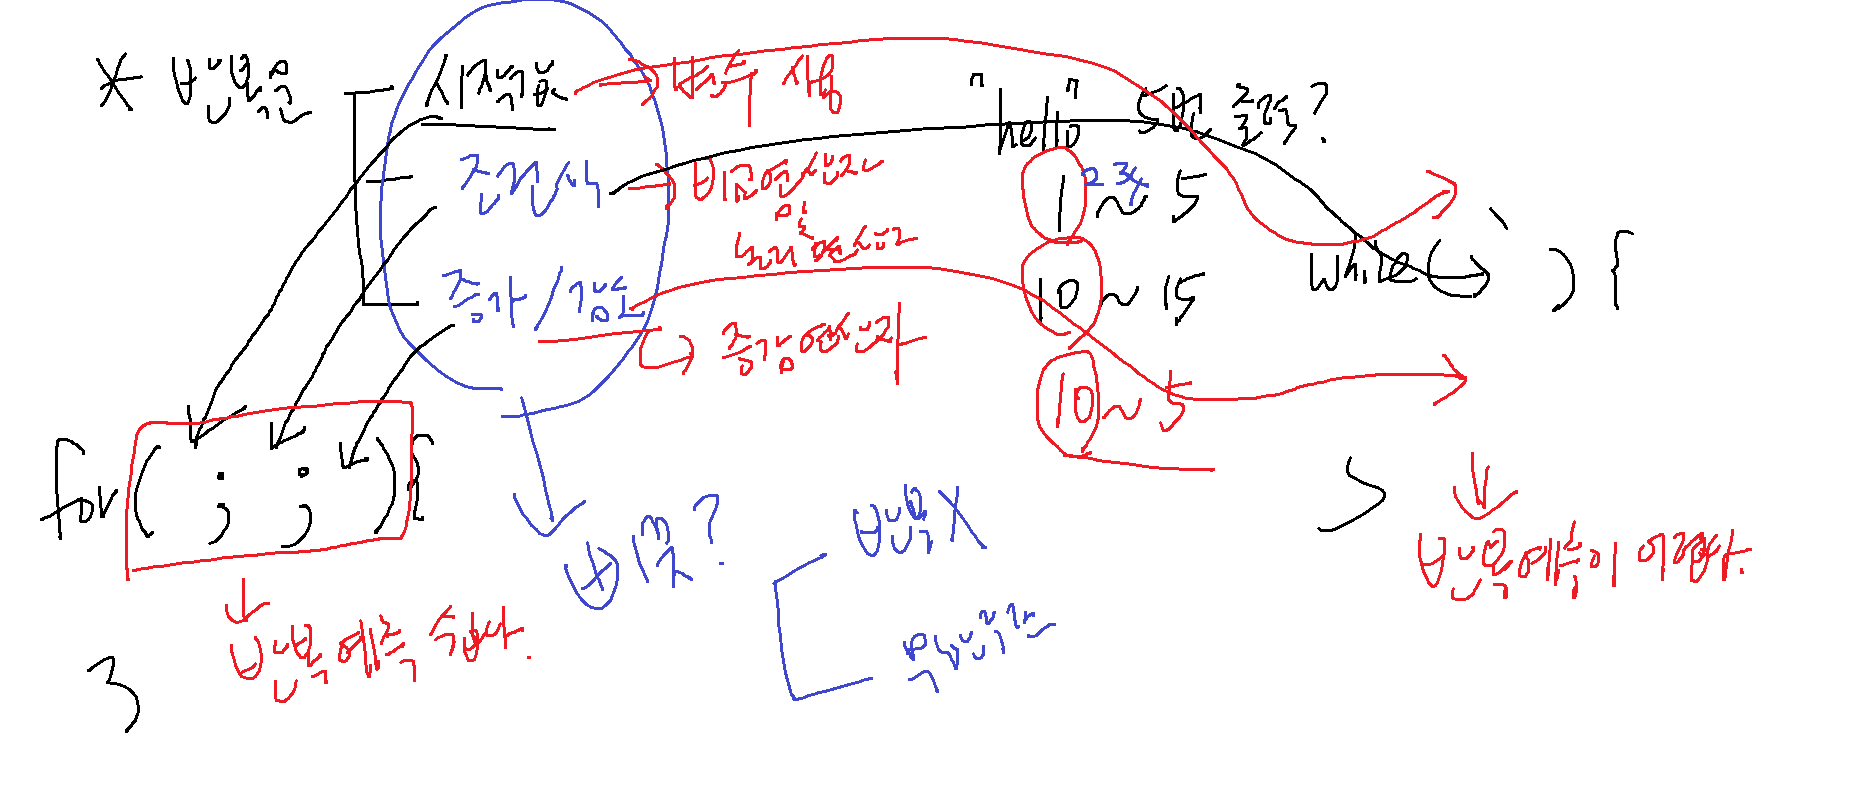 * 반복문
시작값
변수 사용
"hello" 5번 출력?
조건식
비교연산자
및
논리연산자
1 2 3 4 ~ 5
증가/감소
증감연산자
10 ~ 15
while( ) {
10 ~ 5
for( ; ; ){
반복예측 쉽다.
}
비정?
반복X
무한반복
}
반복예측이 어렵다.